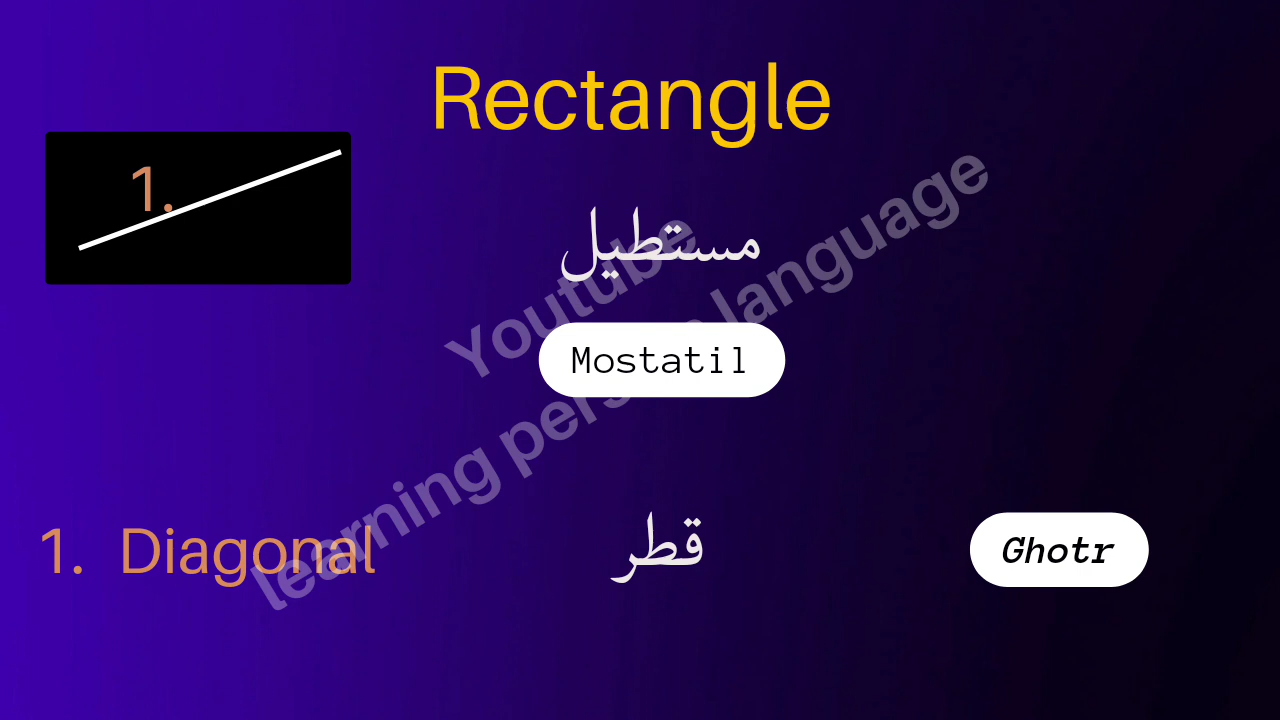 Rectangle
1.
مستطیل
Youtube
learning persian language
Mostatil
1. Diagonal
قطر
Ghotr